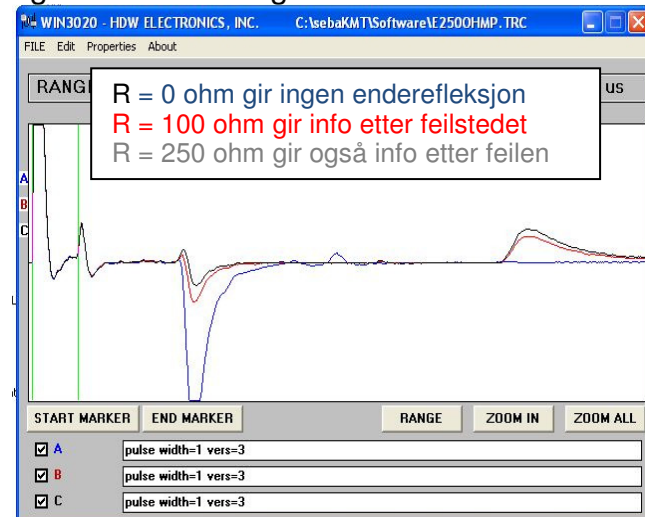 WIN3020 - HDW ELECTRONICS, INC. C:\sebaKMT\Software\E250OHMP.TRC
FILE Edit Properties About
RANG us
R = 0 ohm gir ingen enderefleksjon
R = 100 ohm gir info etter feilstedet
R = 250 ohm gir også info etter feilen
A
B
C
START MARKER END MARKER RANGE ZOOM IN ZOOM ALL
A pulse width=1 vers=3
B pulse width=1 vers=3
C pulse width=1 vers=3